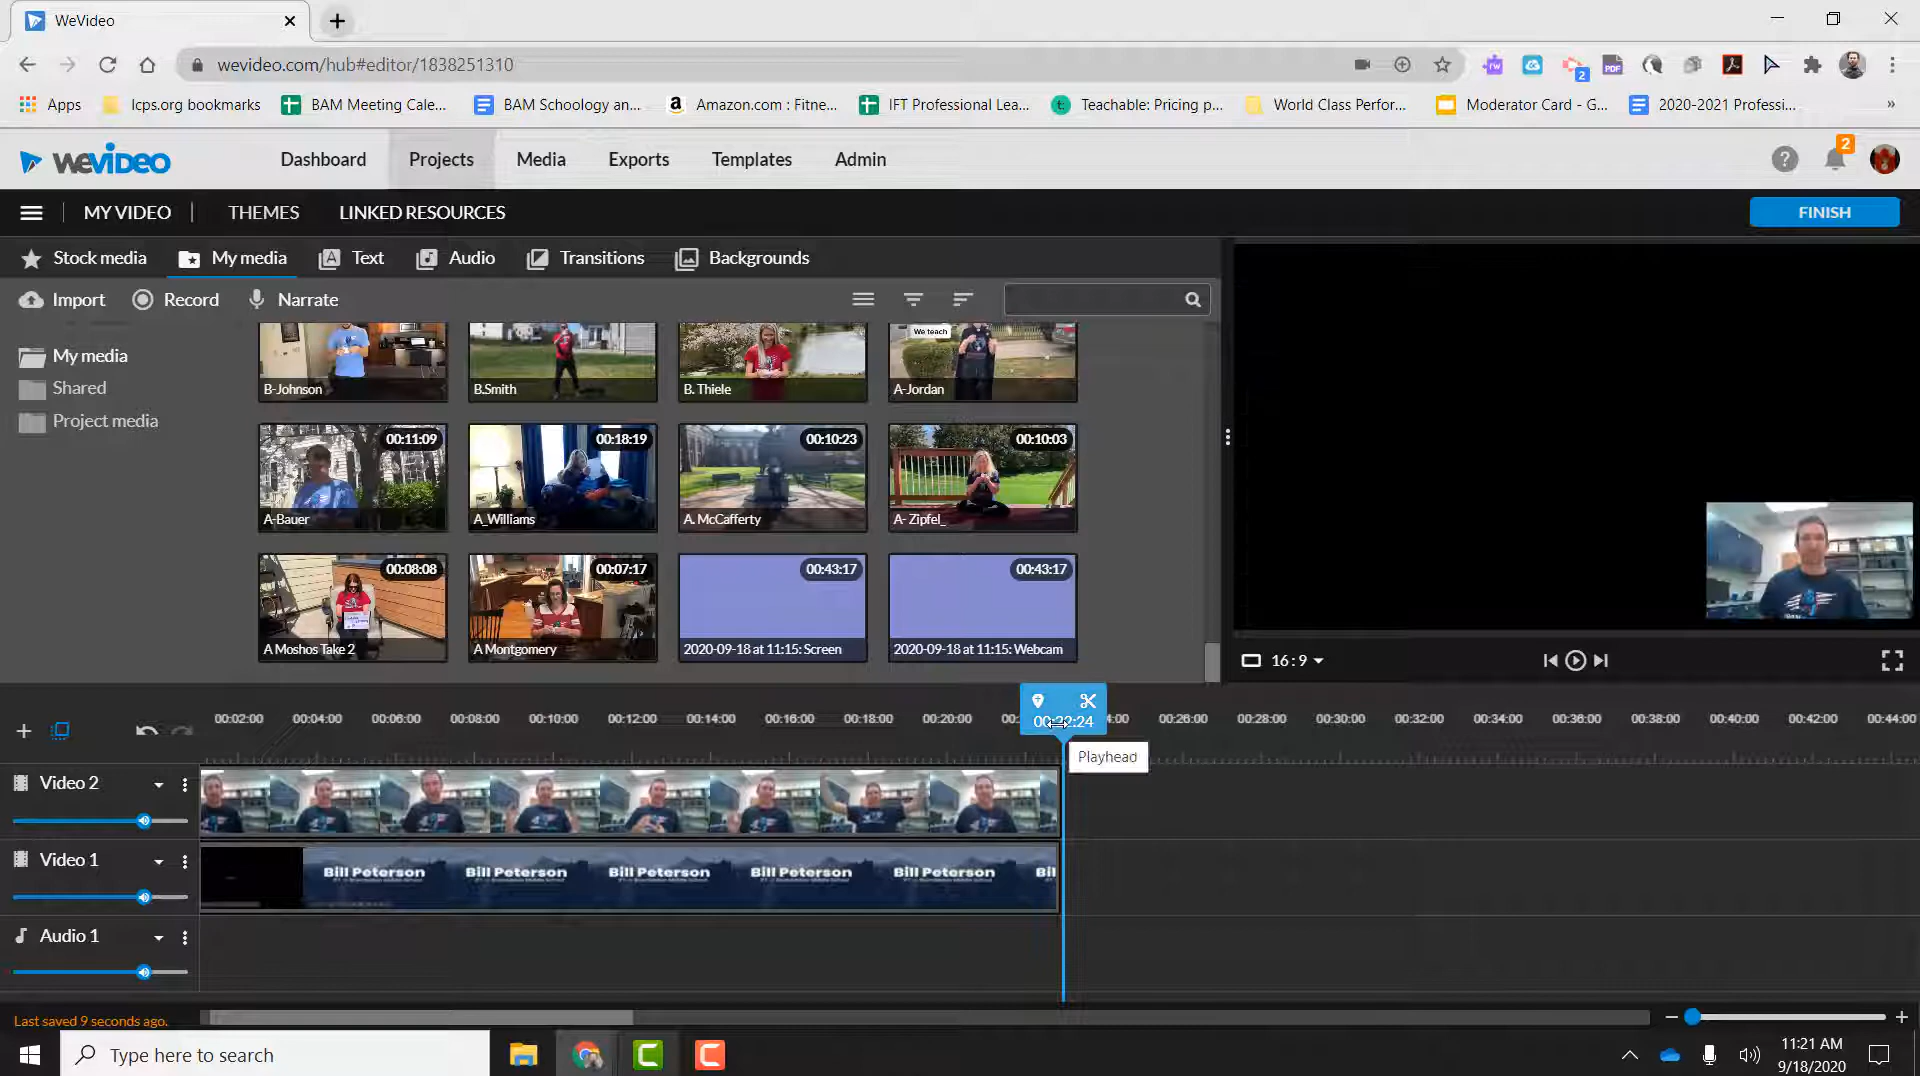 WeVideo
wevideo.com/hub#editor/1838251310
2
Apps
lcps.org bookmarks
BAM Meeting Cale...
BAM Schoology an...
Amazon.com : Fitne...
IFT Professional Lea...
Teachable: Pricing p...
World Class Perfor...
Moderator Card - G...
2020-2021 Professi...
»
WEVIDEO
Dashboard
Projects
Media
Exports
Templates
Admin
2
MY VIDEO
THEMES
LINKED RESOURCES
FINISH
Stock media
My media
Text
Audio
Transitions
Backgrounds
Import
Record
Narrate
My media
Shared
Project media
We teach
B-Johnson
B.Smith
B. Thiele
A-Jordan
00:11:09
00:18:19
00:10:23
00:10:03
A-Bauer
A_Williams
A. McCafferty
A- Zipfel_
00:08:08
00:07:17
00:43:17
00:43:17
A Moshos Take 2
A Montgomery
2020-09-18 at 11:15: Screen
2020-09-18 at 11:15: Webcam
16:9
00:02:00
00:04:00
00:06:00
00:08:00
00:10:00
00:12:00
00:14:00
00:16:00
00:18:00
00:20:00
00:22:24
00:26:00
00:28:00
00:30:00
00:32:00
00:34:00
00:36:00
00:38:00
00:40:00
00:42:00
00:44:00
Playhead
Video 2
Video 1
Bill Peterson
Bill Peterson
Bill Peterson
Bill Peterson
Bill Peterson
Bil
Audio 1
Last saved 9 seconds ago.
Type here to search
11:21 AM
9/18/2020